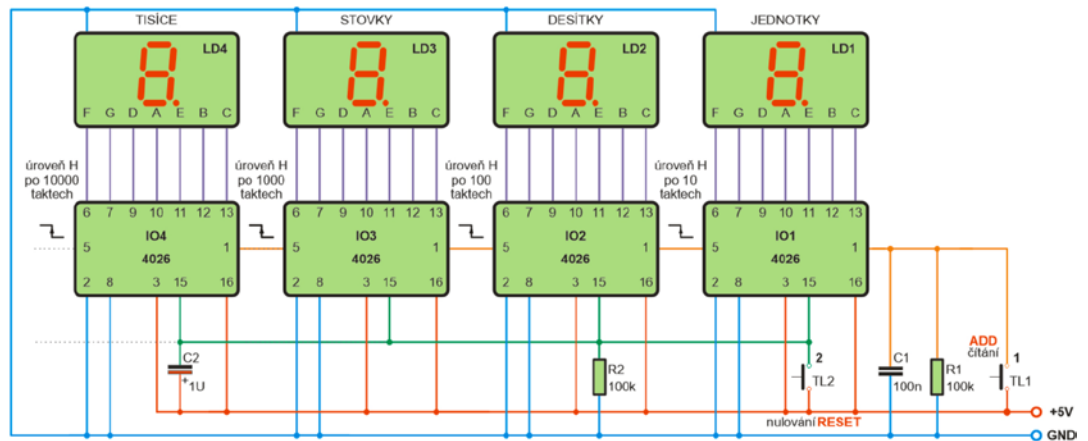 TISÍCE STOVKY DESÍTKY JEDNOTKY
LD4 LD3 LD2 LD1
F G D A E B C F G D A E B C F G D A E B C F G D A E B C
úroveň H
po 10000
taktech
úroveň H
po 1000
taktech
úroveň H
po 100
taktech
úroveň H
po 10
taktech
6 7 9 10 11 12 13 6 7 9 10 11 12 13 6 7 9 10 11 12 13 6 7 9 10 11 12 13
5 IO4 1 5 IO3 1 5 IO2 1 5 IO1 1
4026 4026 4026 4026
2 8 3 15 16 2 8 3 15 16 2 8 3 15 16 2 8 3 15 16
C2
+ 1U
R2
100k
2
TL2
C1
100n
R1
100k
ADD
čítání
1
TL1
nulování RESET
+5V
GND